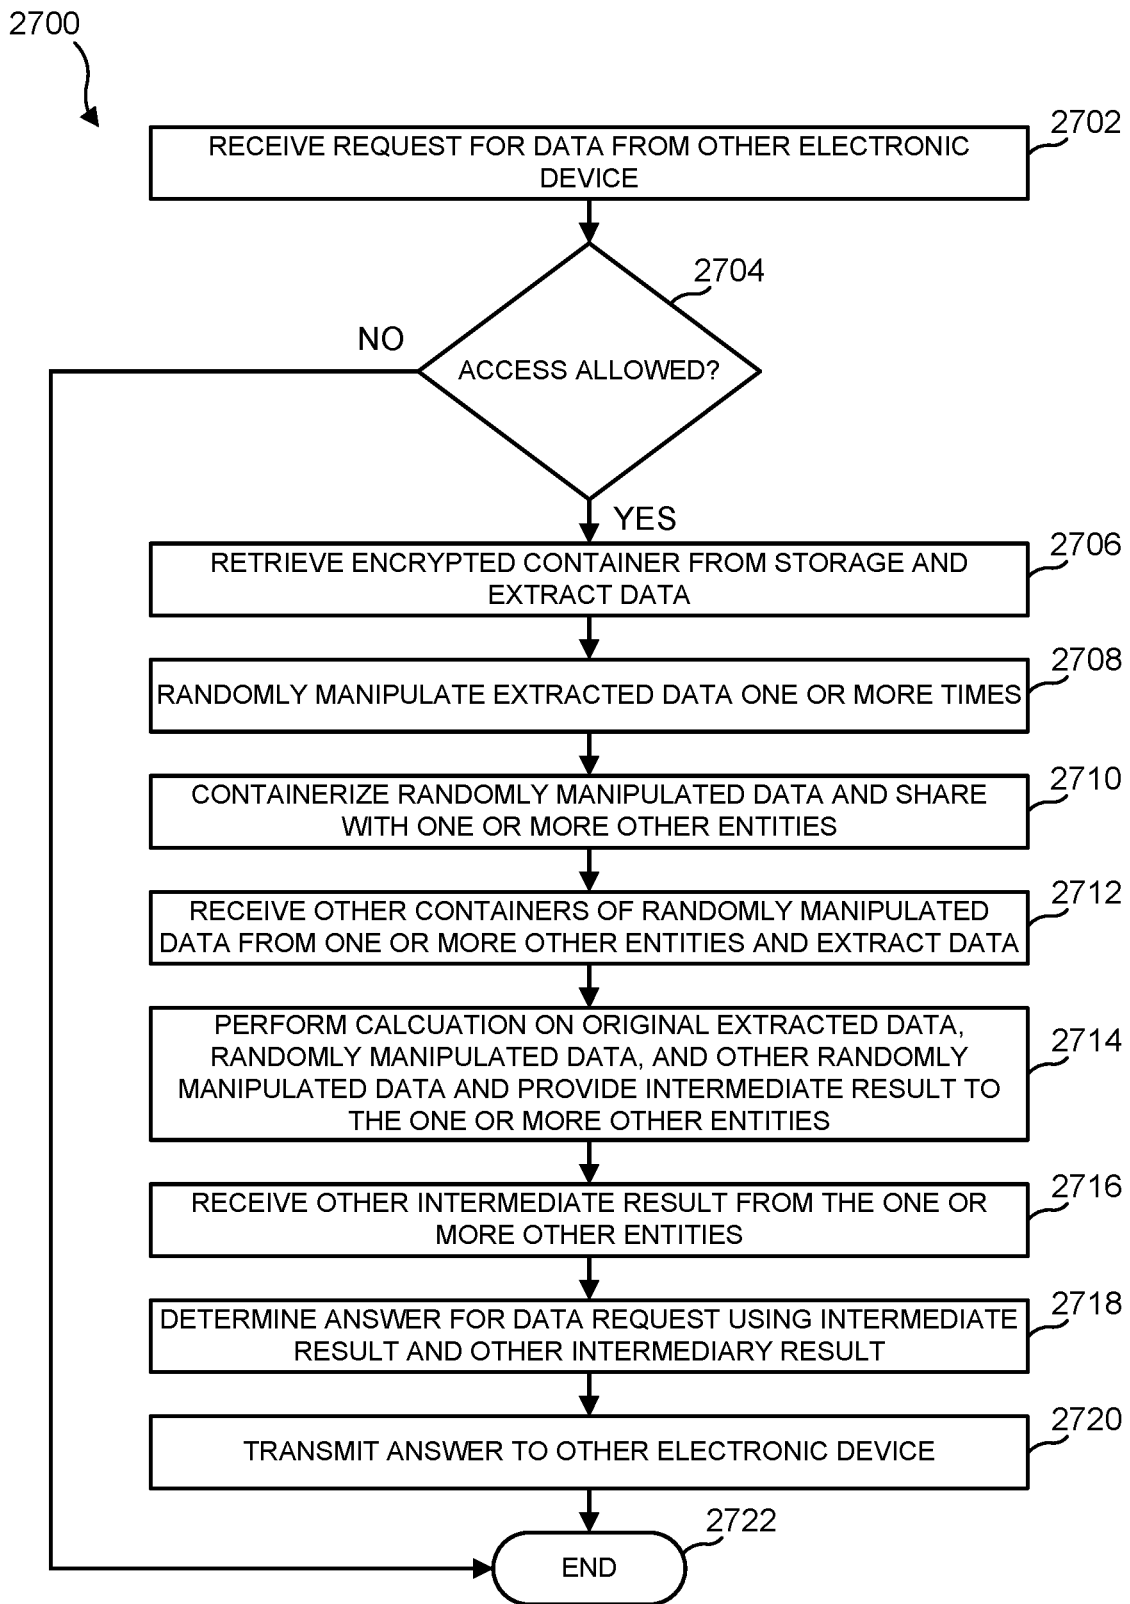 2700
2702
RECEIVE REQUEST FOR DATA FROM OTHER ELECTRONIC
DEVICE
2704
NO
ACCESS ALLOWED?
YES
2706
RETRIEVE ENCRYPTED CONTAINER FROM STORAGE AND
EXTRACT DATA
2708
RANDOMLY MANIPULATE EXTRACTED DATA ONE OR MORE TIMES
2710
CONTAINERIZE RANDOMLY MANIPULATED DATA AND SHARE
WITH ONE OR MORE OTHER ENTITIES
2712
RECEIVE OTHER CONTAINERS OF RANDOMLY MANIPULATED
DATA FROM ONE OR MORE OTHER ENTITIES AND EXTRACT DATA
2714
PERFORM CALCUATION ON ORIGINAL EXTRACTED DATA,
RANDOMLY MANIPULATED DATA, AND OTHER RANDOMLY
MANIPULATED DATA AND PROVIDE INTERMEDIATE RESULT TO
THE ONE OR MORE OTHER ENTITIES
2716
RECEIVE OTHER INTERMEDIATE RESULT FROM THE ONE OR
MORE OTHER ENTITIES
2718
DETERMINE ANSWER FOR DATA REQUEST USING INTERMEDIATE
RESULT AND OTHER INTERMEDIARY RESULT
2720
TRANSMIT ANSWER TO OTHER ELECTRONIC DEVICE
2722
END